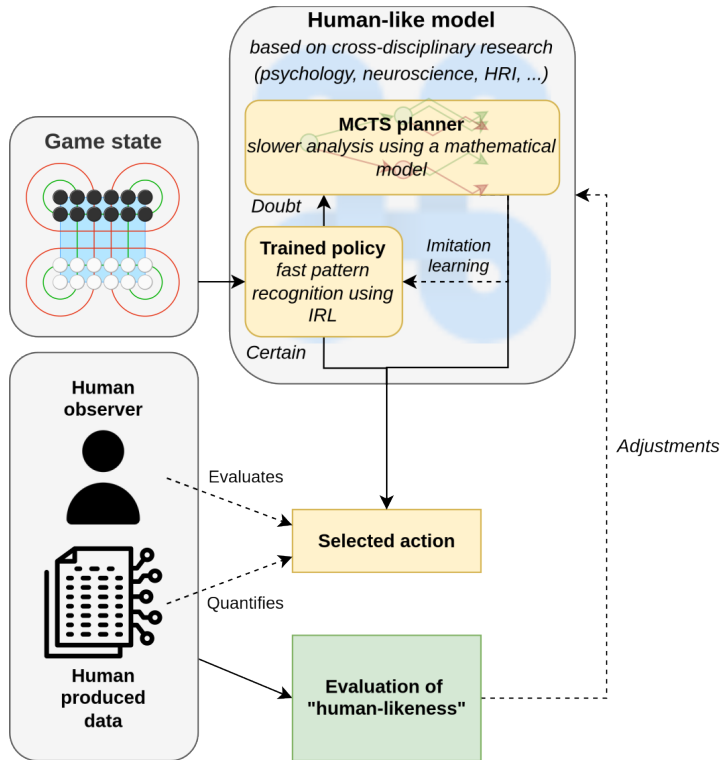 Human-like model
based on cross-disciplinary research
(psychology, neuroscience, HRI, ...)
MCTS planner
slower analysis using a mathematical
model
Game state
Doubt
Trained policy
fast pattern
recognition using
IRL
Imitation
learning
Certain
Human
observer
Evaluates
Adjustments
Selected action
Quantifies
Human
produced
data
Evaluation of
"human-likeness"